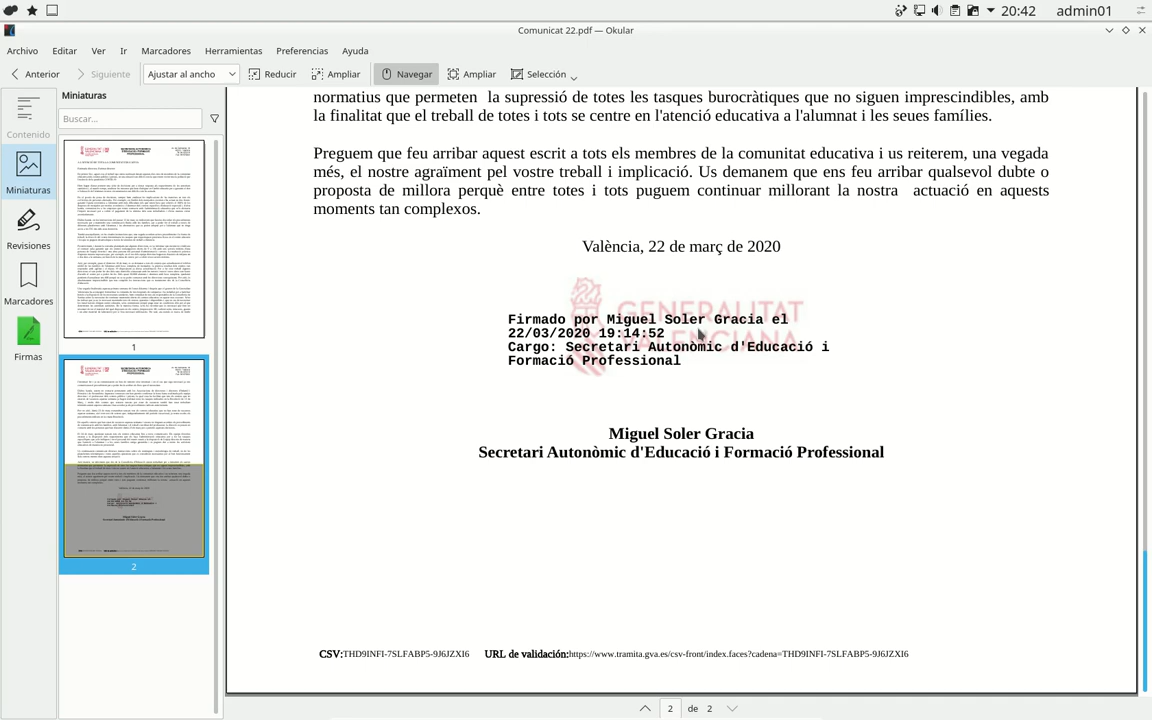 20:42 admin01
Comunicat 22.pdf — Okular
Archivo Editar Ver Ir Marcadores Herramientas Preferencias Ayuda
Anterior Siguiente Ajustar al ancho Reducir Ampliar Navegar Ampliar Selección
Contenido
Miniaturas
Revisiones
Marcadores
Firmas
Miniaturas
Buscar...
1
2
normatius que permeten la supressió de totes les tasques burocràtiques que no siguen imprescindibles, amb
la finalitat que el treball de totes i tots se centre en l'atenció educativa a l'alumnat i les seues famílies.
Preguem que feu arribar aquest escrit a tots els membres de la comunitat educativa i us reiterem, una vegada
més, el nostre agraïment pel vostre treball i implicació. Us demanem que ens feu arribar qualsevol dubte o
proposta de millora perquè entre totes i tots puguem continuar millorant la nostra actuació en aquests
moments tan complexos.
València, 22 de març de 2020
GENERALITAT
VALENCIANA
Firmado por Miguel Soler Gracia el
22/03/2020 19:14:52
Cargo: Secretari Autonòmic d'Educació i
Formació Professional
Miguel Soler Gracia
Secretari Autonòmic d'Educació i Formació Professional
CSV:THD9INFI-7SLFABP5-9J6JZXI6 URL de validación:https://www.tramita.gva.es/csv-front/index.faces?cadena=THD9INFI-7SLFABP5-9J6JZXI6
2 de 2